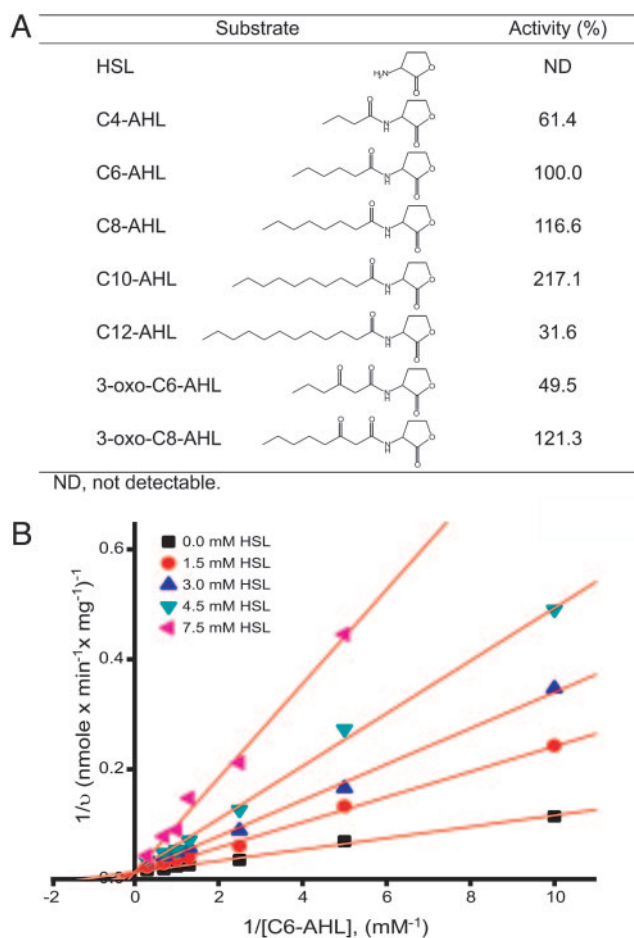 A
Substrate Activity (%)
HSL ND
C4-AHL 61.4
C6-AHL 100.0
C8-AHL 116.6
C10-AHL 217.1
C12-AHL 31.6
3-oxo-C6-AHL 49.5
3-oxo-C8-AHL 121.3
ND, not detectable.
B
0.0 mM HSL
1.5 mM HSL
3.0 mM HSL
4.5 mM HSL
7.5 mM HSL
1/υ (nmole x min⁻¹x mg)⁻¹
0.6
0.4
0.2
0.0
-2 0 2 4 6 8 10
1/[C6-AHL], (mM⁻¹)